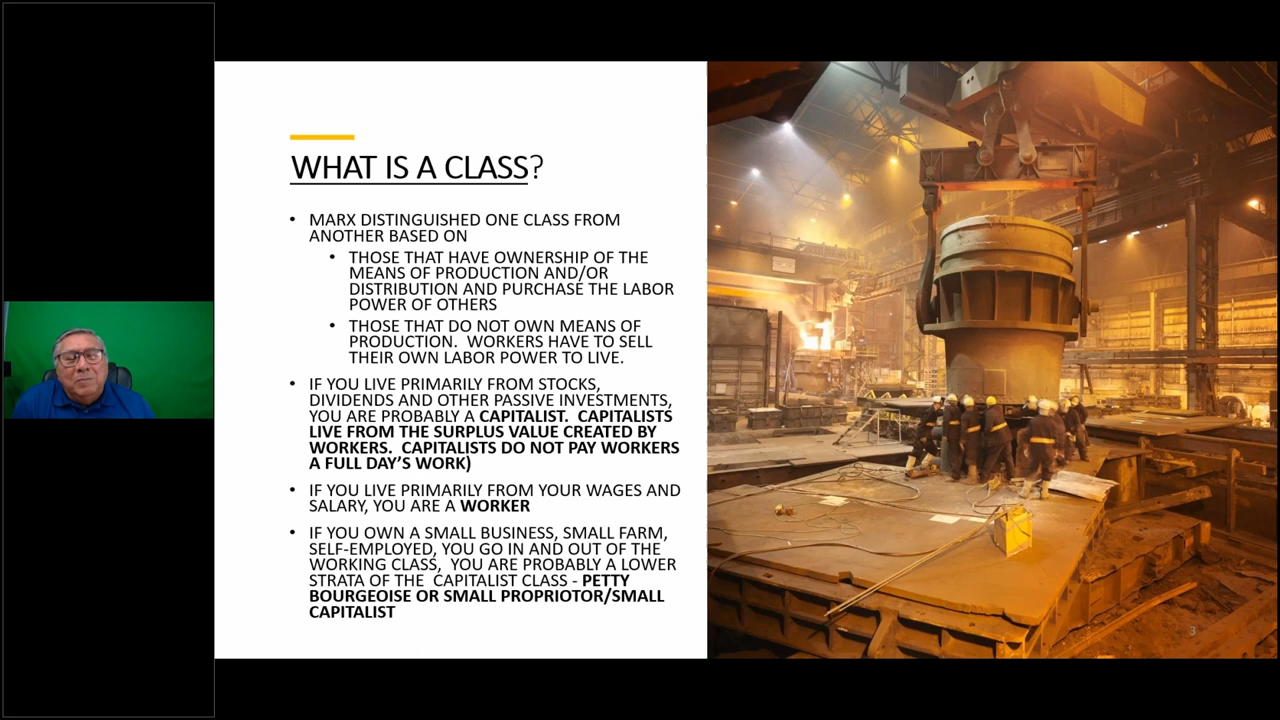 WHAT IS A CLASS?
• MARX DISTINGUISHED ONE CLASS FROM
ANOTHER BASED ON
• THOSE THAT HAVE OWNERSHIP OF THE
MEANS OF PRODUCTION AND/OR
DISTRIBUTION AND PURCHASE THE LABOR
POWER OF OTHERS
• THOSE THAT DO NOT OWN MEANS OF
PRODUCTION. WORKERS HAVE TO SELL
THEIR OWN LABOR POWER TO LIVE.
• IF YOU LIVE PRIMARILY FROM STOCKS,
DIVIDENDS AND OTHER PASSIVE INVESTMENTS,
YOU ARE PROBABLY A CAPITALIST. CAPITALISTS
LIVE FROM THE SURPLUS VALUE CREATED BY
WORKERS. CAPITALISTS DO NOT PAY WORKERS
A FULL DAY'S WORK)
• IF YOU LIVE PRIMARILY FROM YOUR WAGES AND
SALARY, YOU ARE A WORKER
• IF YOU OWN A SMALL BUSINESS, SMALL FARM,
SELF-EMPLOYED, YOU GO IN AND OUT OF THE
WORKING CLASS, YOU ARE PROBABLY A LOWER
STRATA OF THE CAPITALIST CLASS - PETTY
BOURGEOISE OR SMALL PROPRIOTOR/SMALL
CAPITALIST
3